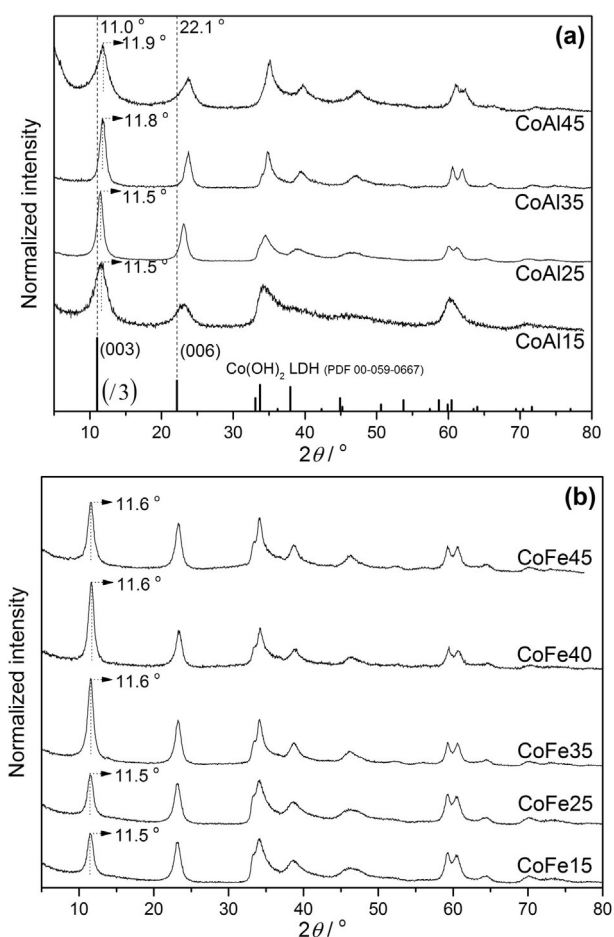 11.0 ° 22.1 ° (a)
11.9 °
CoAl45
11.8 °
CoAl35
11.5 °
CoAl25
11.5 °
CoAl15
(003) (006)
Co(OH)2 LDH (PDF 00-059-0667)
(/3)
Normalized intensity
10 20 30 40 50 60 70 80
2θ / °
(b)
11.6 °
CoFe45
11.6 °
CoFe40
11.6 °
CoFe35
11.5 °
CoFe25
11.5 °
CoFe15
Normalized intensity
10 20 30 40 50 60 70 80
2θ / °